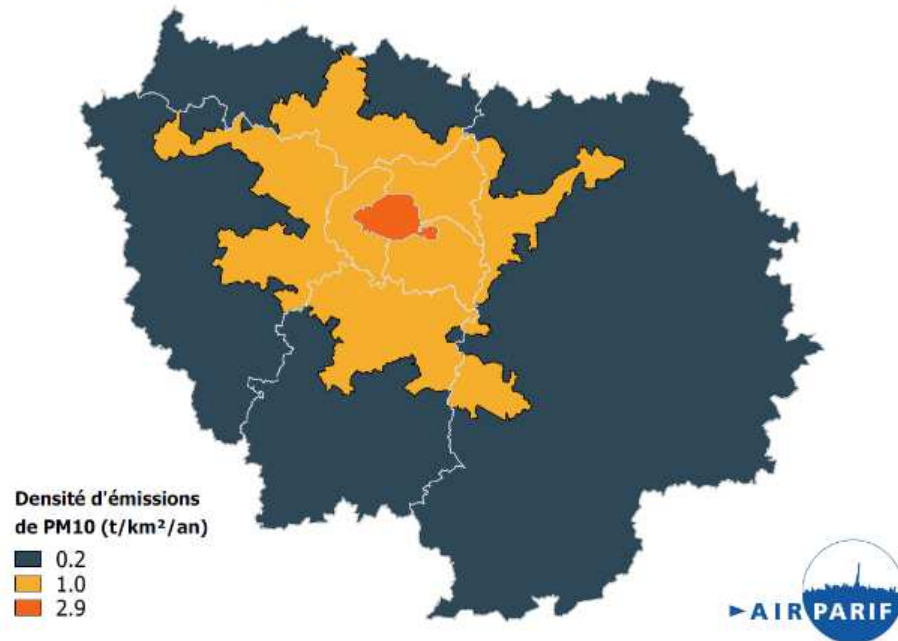 Densité d'émissions
de PM10 (t/km²/an)
0.2
1.0
2.9
AIRPARIF